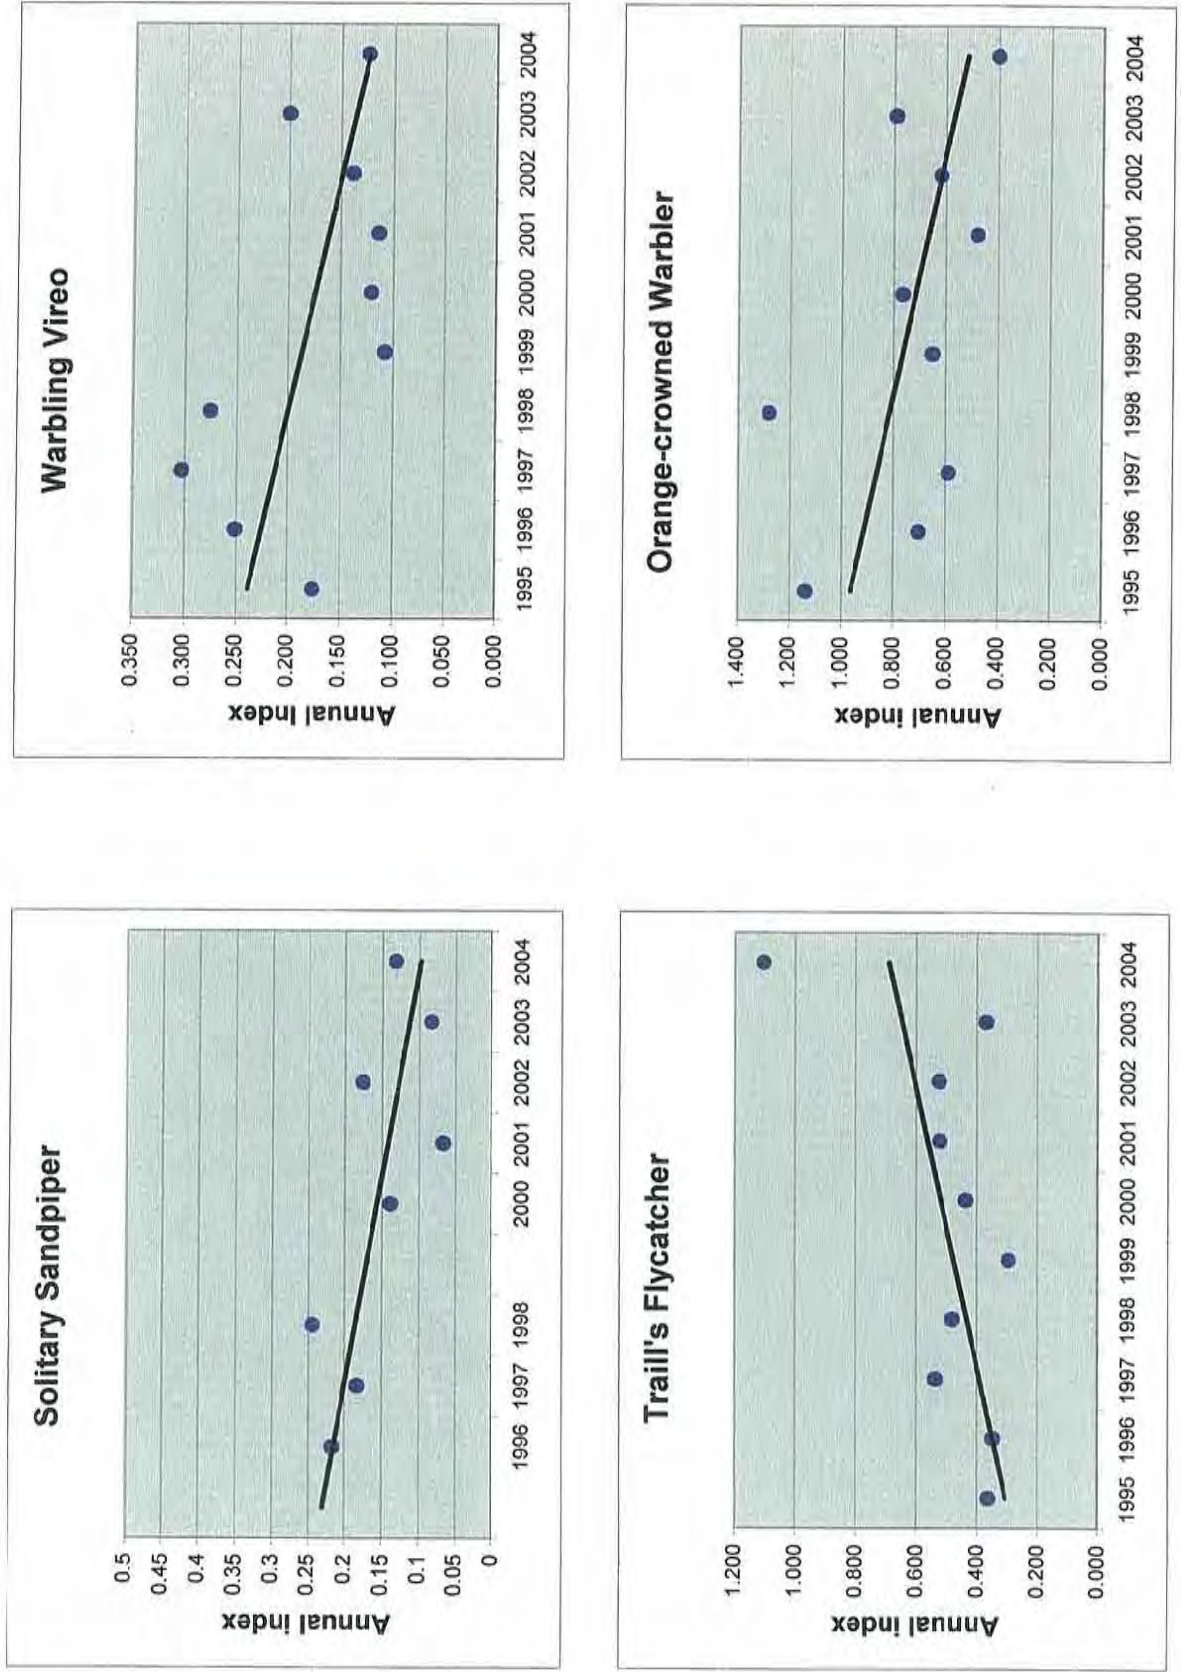 Solitary Sandpiper
Annual index
0.5
0.45
0.4
0.35
0.3
0.25
0.2
0.15
0.1
0.05
0
1996 1997 1998 2000 2001 2002 2003 2004
Warbling Vireo
Annual Index
0.350
0.300
0.250
0.200
0.150
0.100
0.050
0.000
1995 1996 1997 1998 1999 2000 2001 2002 2003 2004
Traill's Flycatcher
Annual index
1.200
1.000
0.800
0.600
0.400
0.200
0.000
1995 1996 1997 1998 1999 2000 2001 2002 2003 2004
Orange-crowned Warbler
Annual index
1.400
1.200
1.000
0.800
0.600
0.400
0.200
0.000
1995 1996 1997 1998 1999 2000 2001 2002 2003 2004